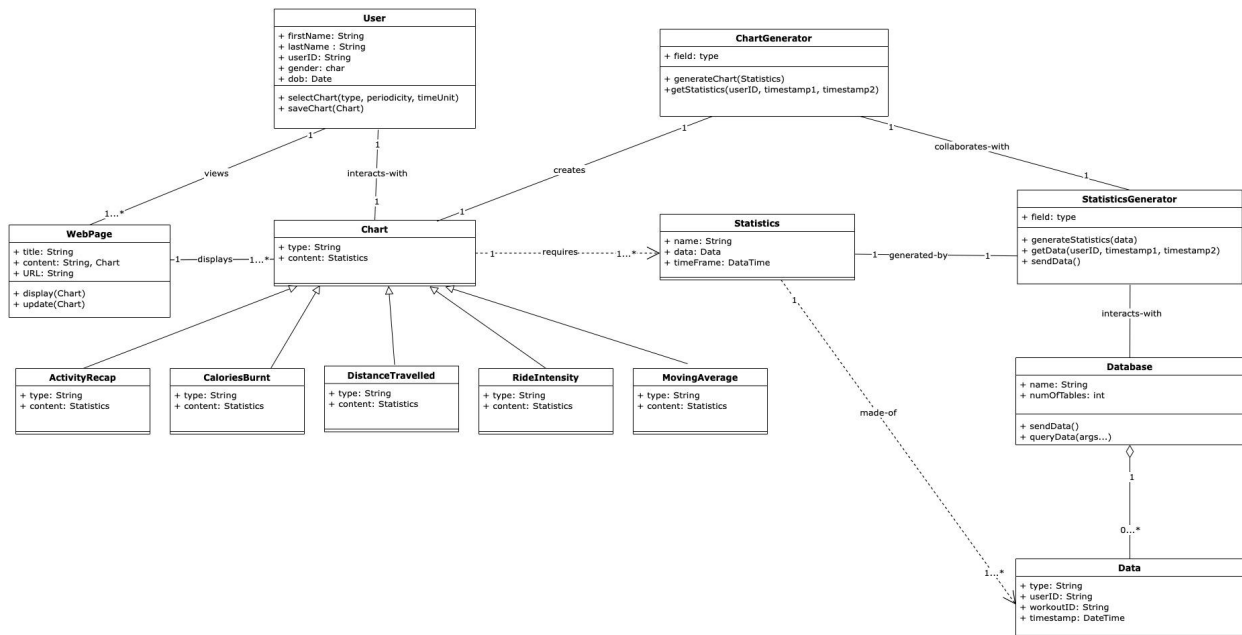 User
+ firstName: String
+ lastName : String
+ userID: String
+ gender: char
+ dob: Date
+ selectChart(type, periodicity, timeUnit)
+ saveChart(Chart)
ChartGenerator
+ field: type
+ generateChart(Statistics)
+getStatistics(userID, timestamp1, timestamp2)
1
1
1
1
views
interacts-with
creates
collaborates-with
1...*
1
1
1
WebPage
+ title: String
+ content: String, Chart
+ URL: String
+ display(Chart)
+ update(Chart)
1 displays 1...*
Chart
+ type: String
+ content: Statistics
1 requires 1...*
Statistics
+ name: String
+ data: Data
+ timeFrame: DataTime
1 generated-by 1
StatisticsGenerator
+ field: type
+ generateStatistics(data)
+ getData(userID, timestamp1, timestamp2)
+ sendData()
1
interacts-with
ActivityRecap
+ type: String
+ content: Statistics
CaloriesBurnt
+ type: String
+ content: Statistics
DistanceTravelled
+ type: String
+ content: Statistics
RideIntensity
+ type: String
+ content: Statistics
MovingAverage
+ type: String
+ content: Statistics
made-of
Database
+ name: String
+ numOfTables: int
+ sendData()
+ queryData(args...)
1
0...*
1...*
Data
+ type: String
+ userID: String
+ workoutID: String
+ timestamp: DateTime